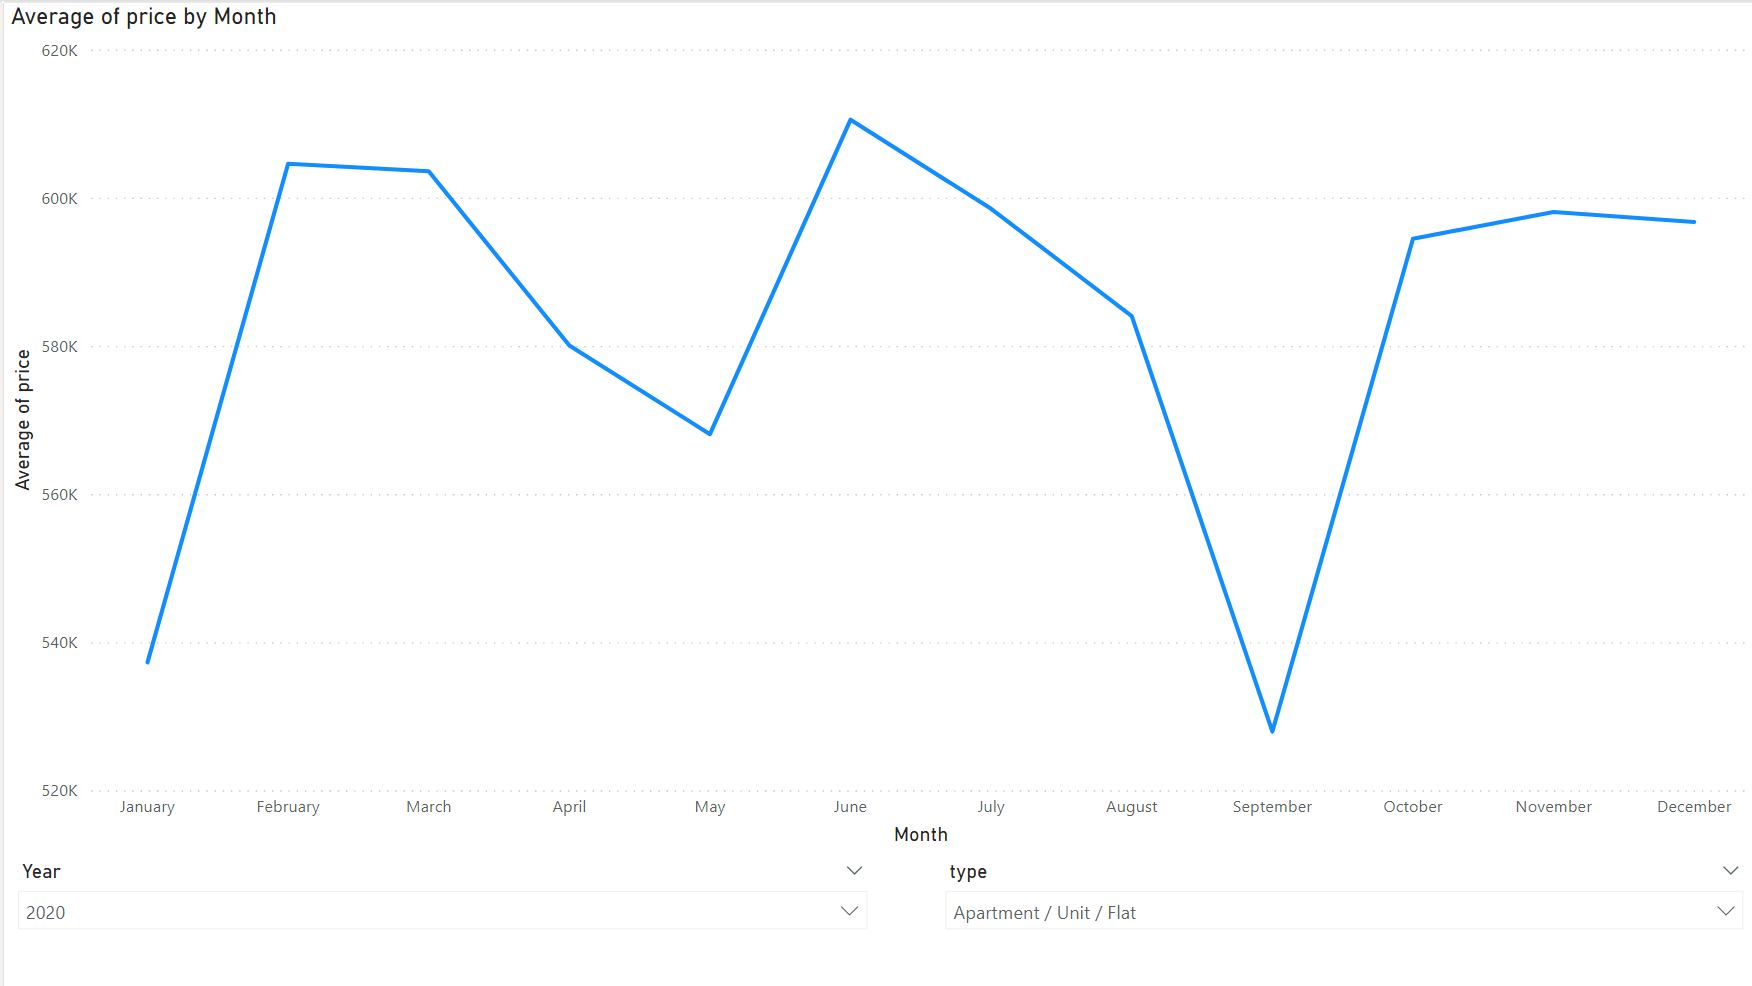 Average of price by Month
620K
600K
580K
560K
540K
520K
Average of price
January February March April May June July August September October November December
Month
Year
2020
type
Apartment / Unit / Flat